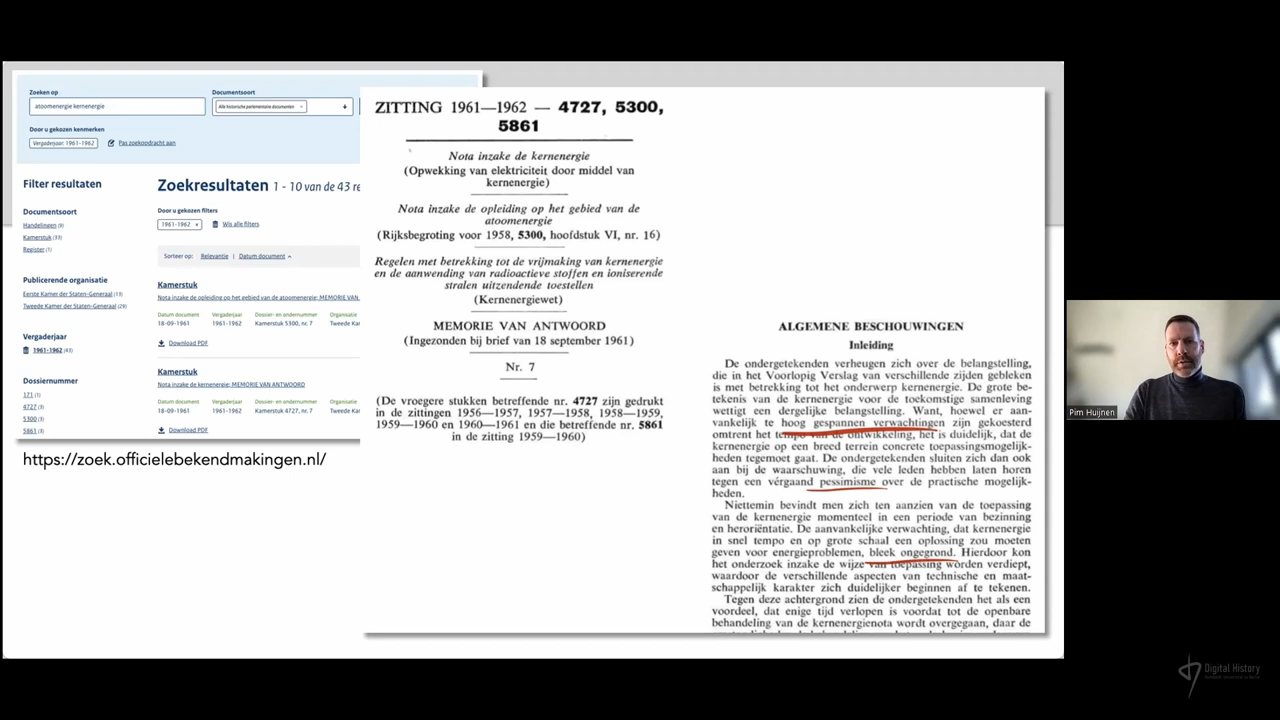 Zoeken op
Documentsoort
atoomenergie kernenergie
Alle historische parlementaire documenten
Door u gekozen kenmerken
Vergaderjaar: 1961-1962
Pas zoekopdracht aan
Filter resultaten
Documentsoort
Handelingen (9)
Kamerstuk (33)
Register (1)
Publicerende organisatie
Eerste Kamer der Staten-Generaal (13)
Tweede Kamer der Staten-Generaal (29)
Vergaderjaar
1961-1962 (43)
Dossiernummer
171 (1)
4727 (3)
5300 (3)
5861 (3)
Zoekresultaten 1 - 10 van de 43 re
Door u gekozen filters
1961-1962
Wis alle filters
Sorteer op: Relevantie | Datum document
Kamerstuk
Nota inzake de opleiding op het gebied van de atoomenergie; MEMORIE VAN
Datum document Vergaderjaar Dossier- en ondernummer Organisatie
18-09-1961 1961-1962 Kamerstuk 5300, nr. 7 Tweede Ka
Download PDF
Kamerstuk
Nota inzake de kernenergie; MEMORIE VAN ANTWOORD
Datum document Vergaderjaar Dossier- en ondernummer Organisatie
18-09-1961 1961-1962 Kamerstuk 4727, nr. 7 Tweede Ka
Download PDF
https://zoek.officielebekendmakingen.nl/
ZITTING 1961—1962 — 4727, 5300,
5861
Nota inzake de kernenergie
(Opwekking van elektriciteit door middel van
kernenergie)
Nota inzake de opleiding op het gebied van de
atoomenergie
(Rijksbegroting voor 1958, 5300, hoofdstuk VI, nr. 16)
Regelen met betrekking tot de vrijmaking van kernenergie
en de aanwending van radioactieve stoffen en ioniserende
stralen uitzendende toestellen
(Kernenergiewet)
MEMORIE VAN ANTWOORD
(Ingezonden bij brief van 18 september 1961)
Nr. 7
(De vroegere stukken betreffende nr. 4727 zijn gedrukt
in de zittingen 1956—1957, 1957—1958, 1958—1959,
1959—1960 en 1960—1961 en die betreffende nr. 5861
in de zitting 1959—1960)
ALGEMENE BESCHOUWINGEN
Inleiding
De ondergetekenden verheugen zich over de belangstelling,
die in het Voorlopig Verslag van verschillende zijden gebleken
is met betrekking tot het onderwerp kernenergie. De grote be-
tekenis van de kernenergie voor de toekomstige samenleving
wettigt een dergelijke belangstelling. Want, hoewel er aan-
vankelijk te hoog gespannen verwachtingen zijn gekoesterd
omtrent het tempo van de ontwikkeling, het is duidelijk, dat de
kernenergie op een breed terrein concrete toepassingsmogelijk-
heden tegemoet gaat. De ondergetekenden sluiten zich dan ook
aan bij de waarschuwing, die vele leden hebben laten horen
tegen een vérgaand pessimisme over de practische mogelijk-
heden.
Niettemin bevindt men zich ten aanzien van de toepassing
van de kernenergie momenteel in een periode van bezinning
en heroriëntatie. De aanvankelijke verwachting, dat kernenergie
in snel tempo en op grote schaal een oplossing zou moeten
geven voor energieproblemen, bleek ongegrond. Hierdoor kon
het onderzoek inzake de wijze van toepassing worden verdiept,
waardoor de verschillende aspecten van technische en maat-
schappelijk karakter zich duidelijker beginnen af te tekenen.
Tegen deze achtergrond zien de ondergetekenden het als een
voordeel, dat enige tijd verlopen is voordat tot de openbare
behandeling van de kernenergienota wordt overgegaan, daar de
Pim Huijnen
Digital History